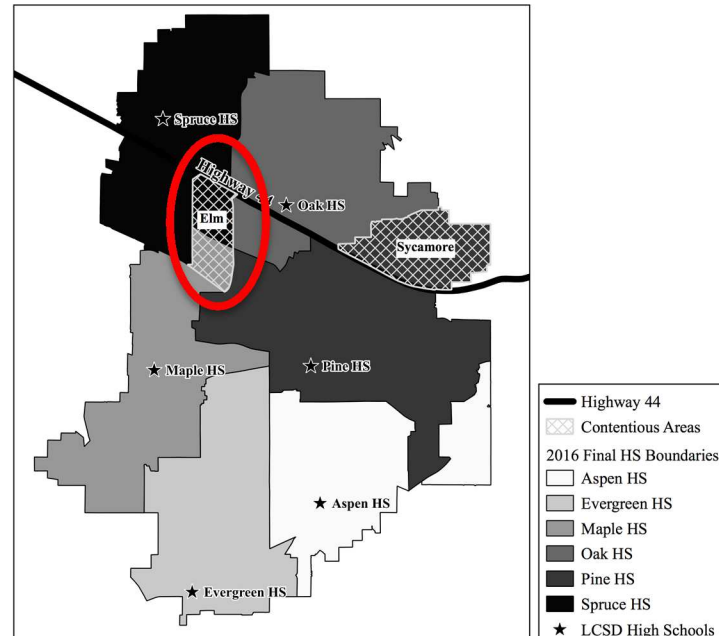 Spruce HS
Highway 44
Oak HS
Elm
Sycamore
Maple HS
Pine HS
Aspen HS
Evergreen HS
Highway 44
Contentious Areas
2016 Final HS Boundaries
Aspen HS
Evergreen HS
Maple HS
Oak HS
Pine HS
Spruce HS
LCSD High Schools